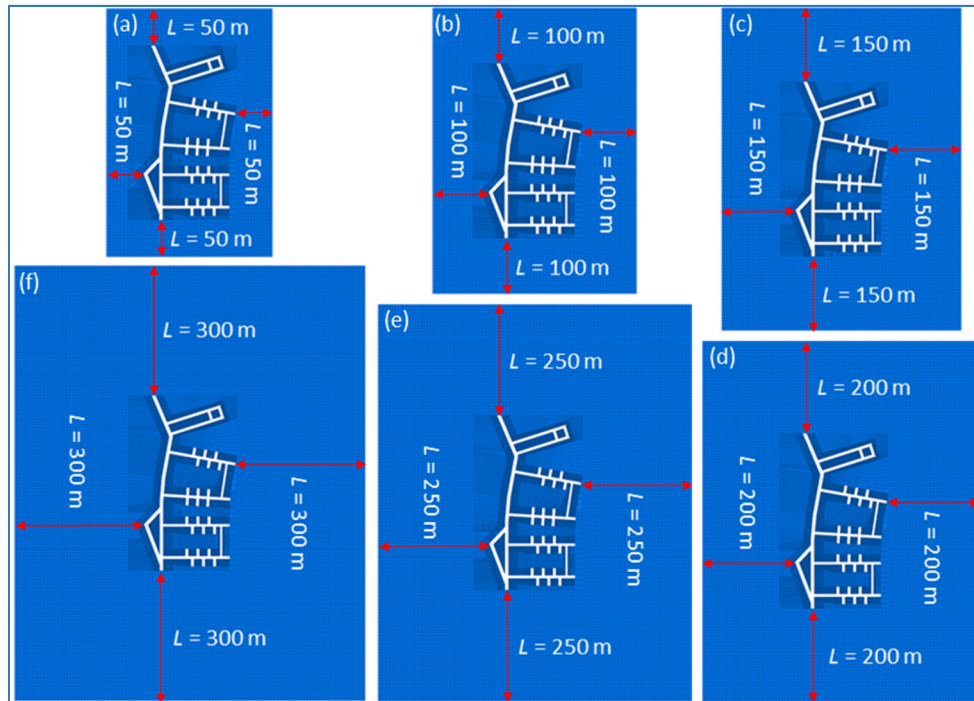 (a)
L = 50 m
L = 50 m
L = 50 m
L = 50 m
(b)
L = 100 m
L = 100 m
L = 100 m
L = 100 m
(c)
L = 150 m
L = 150 m
L = 150 m
L = 150 m
(f)
L = 300 m
L = 300 m
L = 300 m
L = 300 m
(e)
L = 250 m
L = 250 m
L = 250 m
L = 250 m
(d)
L = 200 m
L = 200 m
L = 200 m
L = 200 m